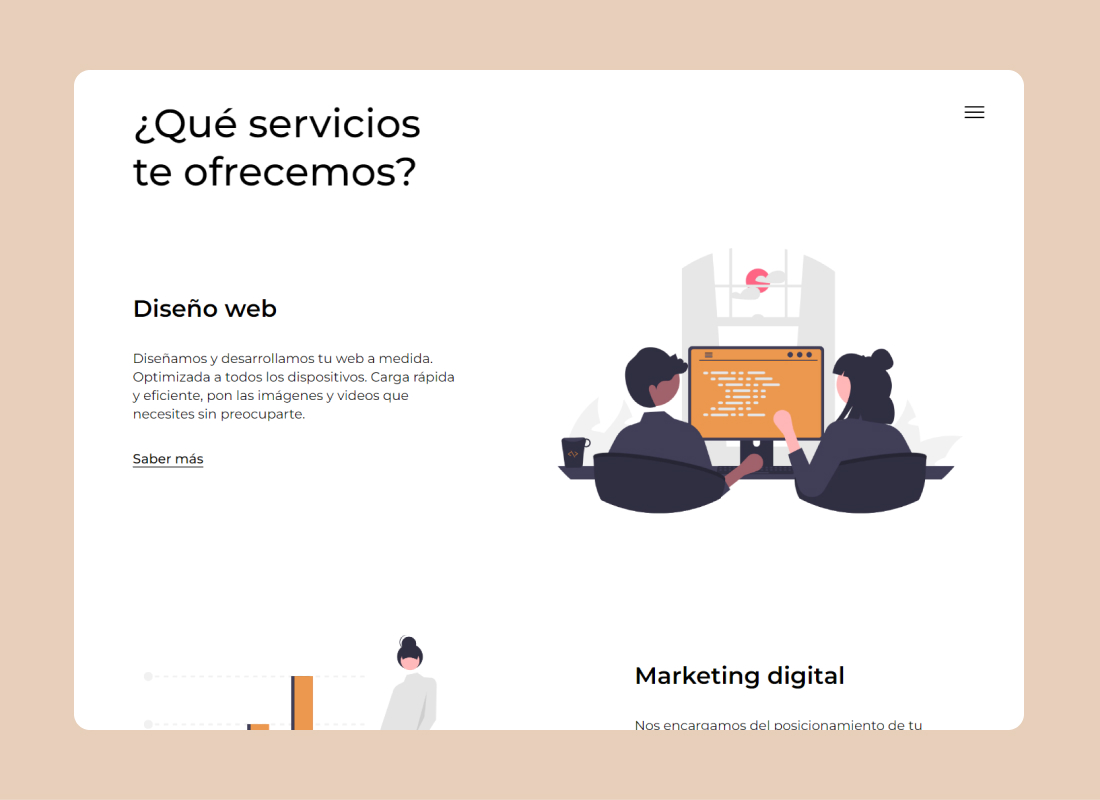 ¿Qué servicios
te ofrecemos?
Diseño web
Diseñamos y desarrollamos tu web a medida.
Optimizada a todos los dispositivos. Carga rápida
y eficiente, pon las imágenes y videos que
necesites sin preocuparte.
Saber más
Marketing digital
Nos encargamos del posicionamiento de tu